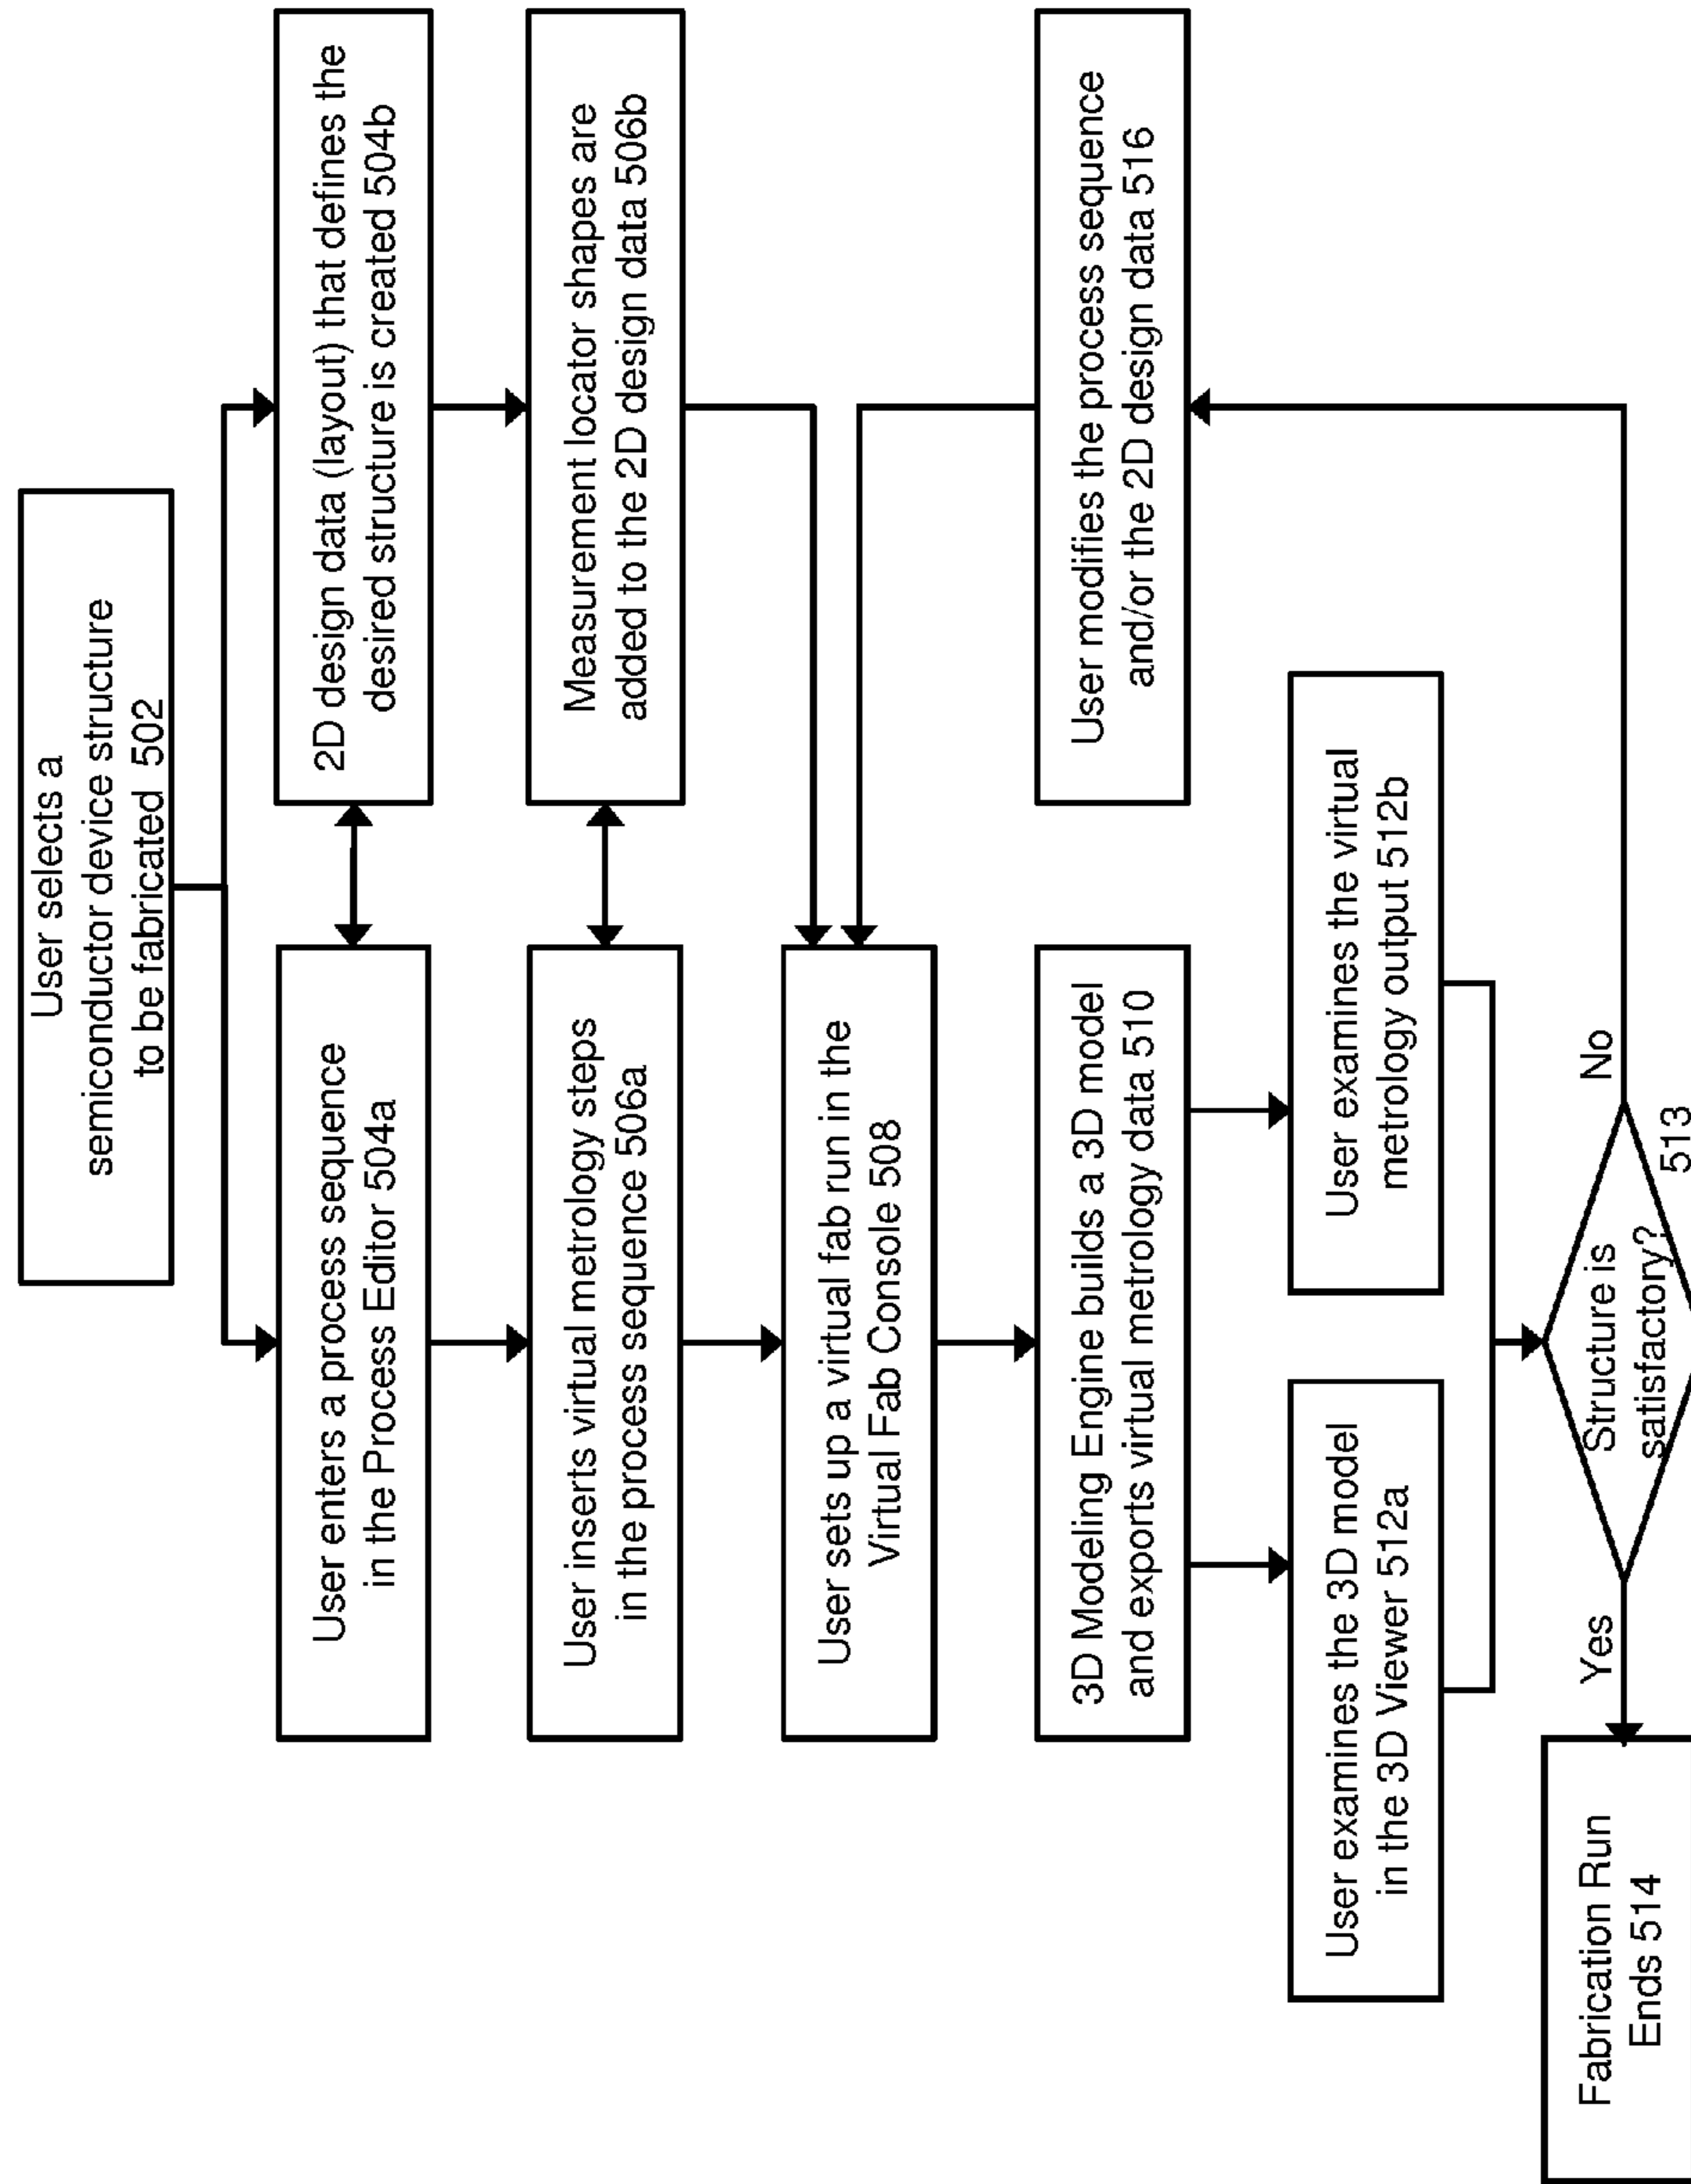 User selects a
semiconductor device structure
to be fabricated 502
User enters a process sequence
in the Process Editor 504a
2D design data (layout) that defines the
desired structure is created 504b
User inserts virtual metrology steps
in the process sequence 506a
Measurement locator shapes are
added to the 2D design data 506b
User sets up a virtual fab run in the
Virtual Fab Console 508
3D Modeling Engine builds a 3D model
and exports virtual metrology data 510
User modifies the process sequence
and/or the 2D design data 516
User examines the 3D model
in the 3D Viewer 512a
User examines the virtual
metrology output 512b
Structure is
satisfactory?
513
Yes
No
Fabrication Run
Ends 514